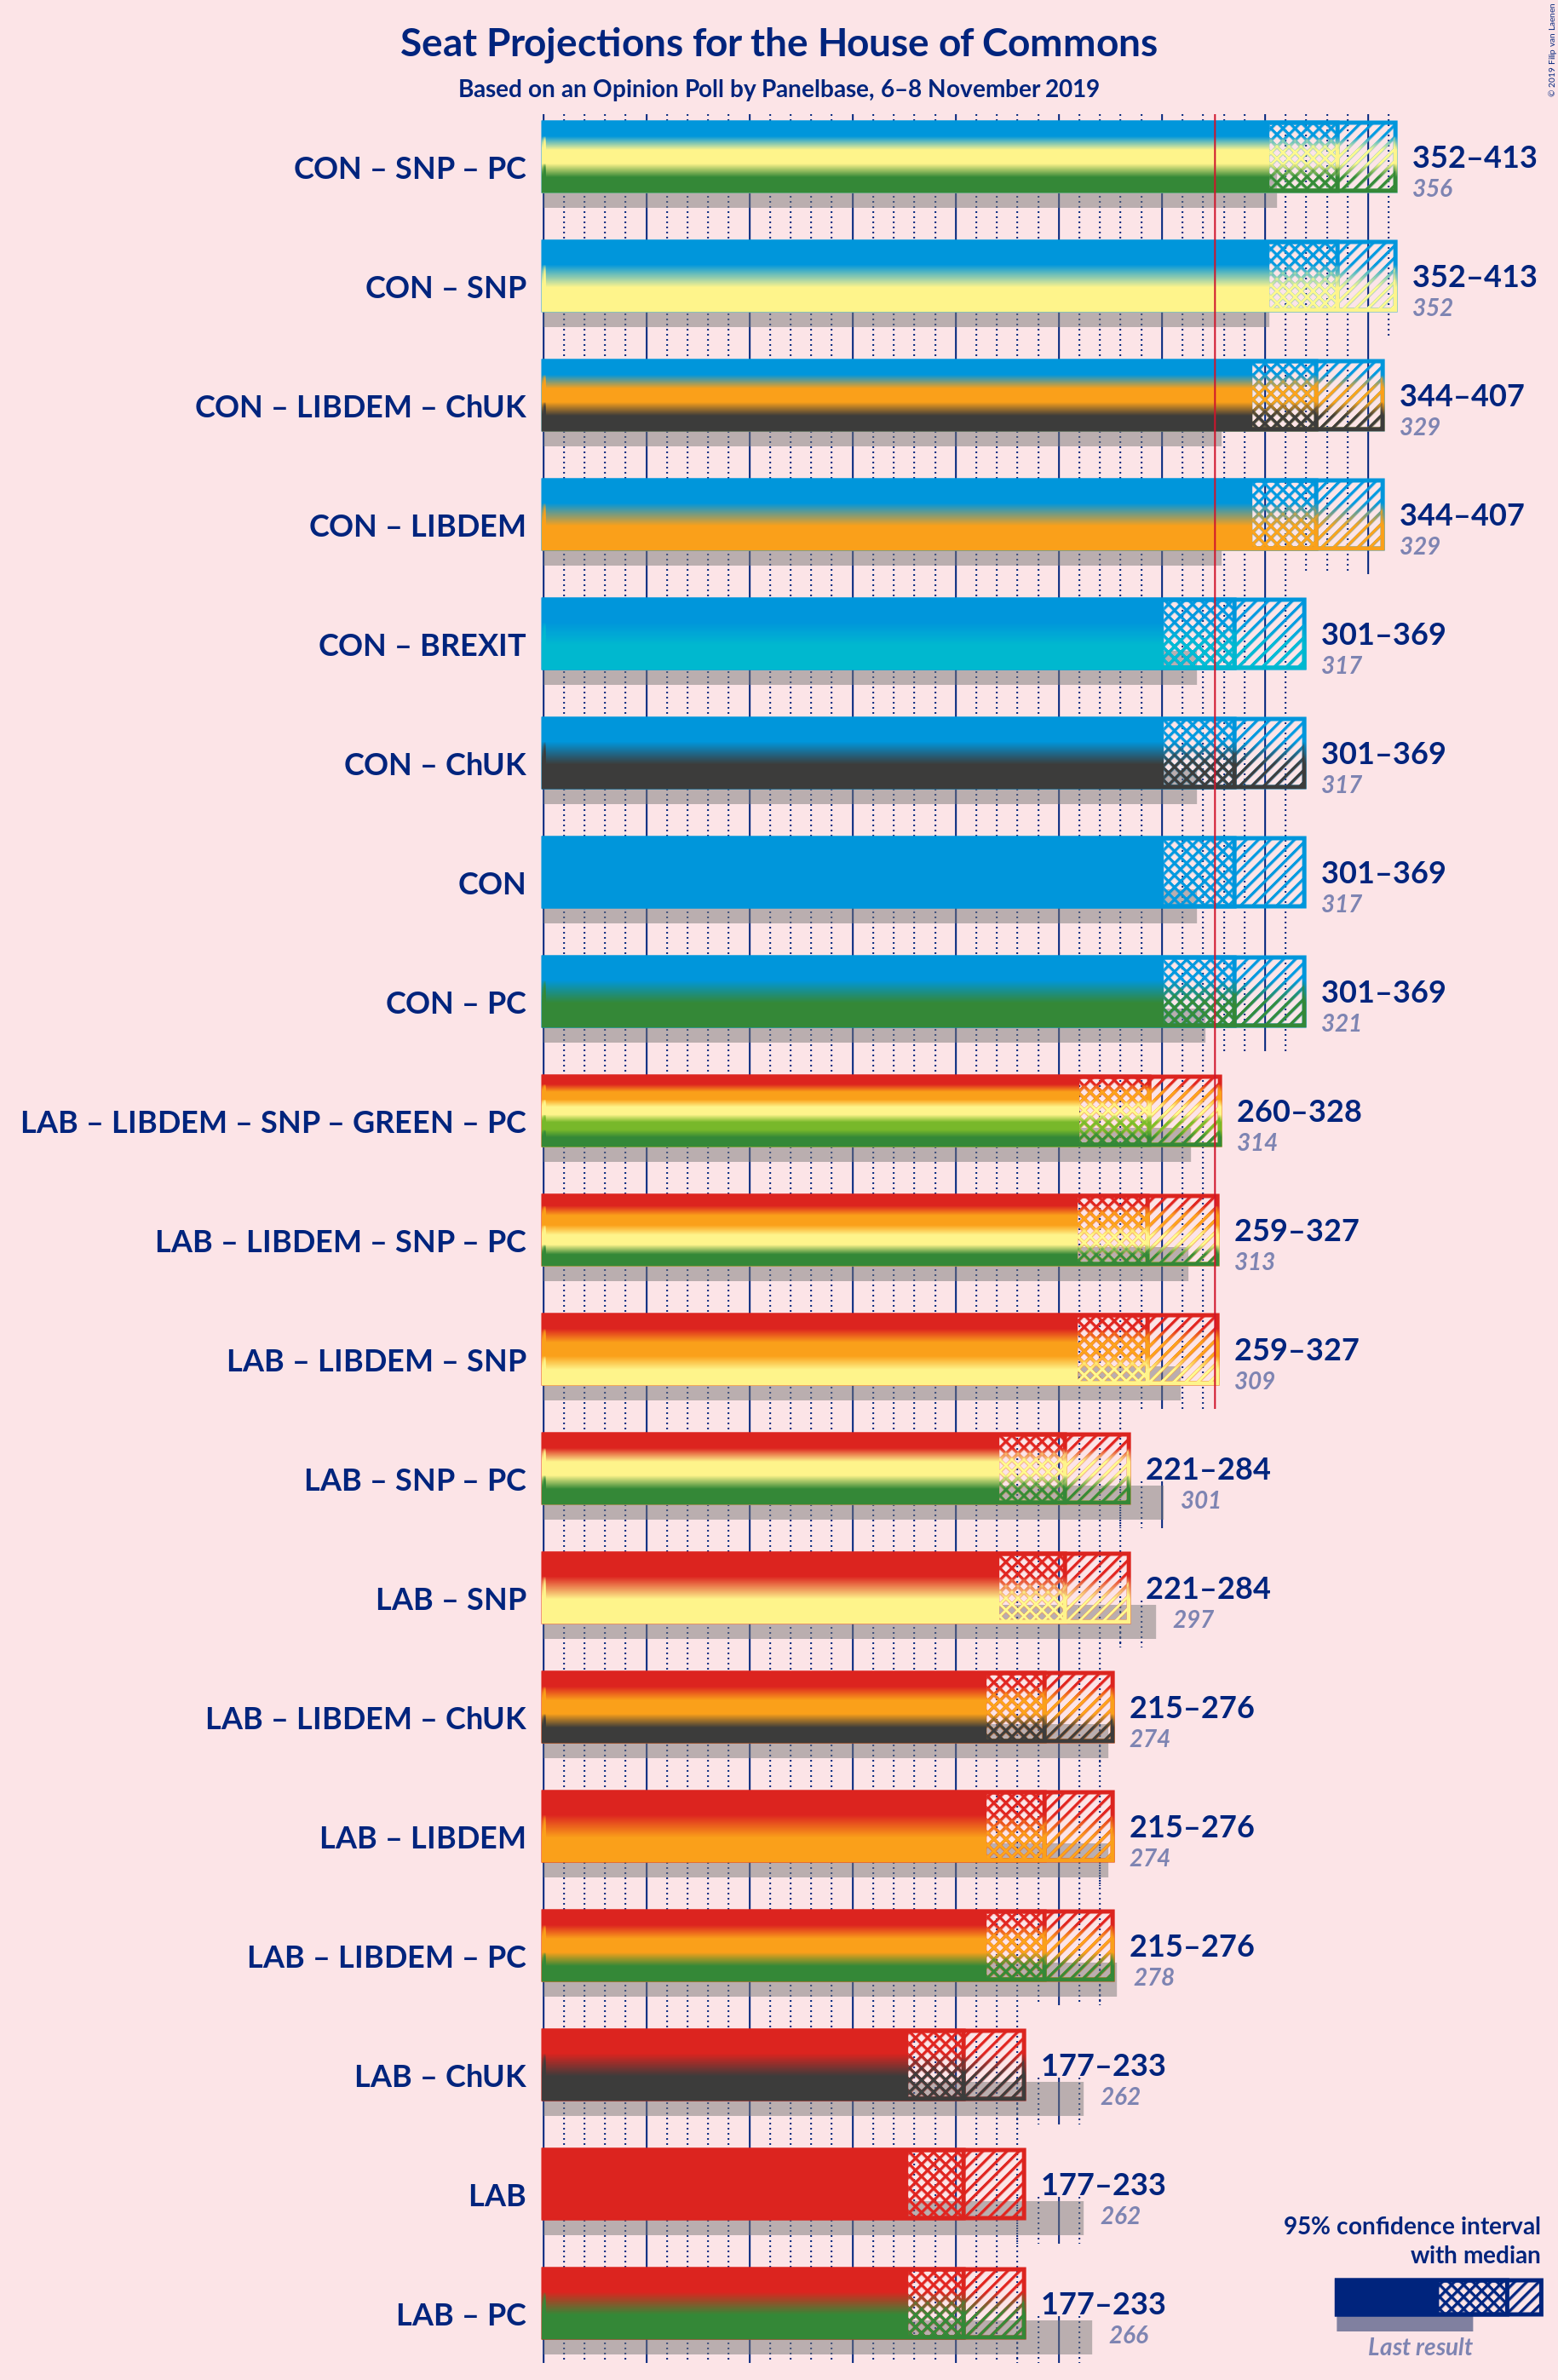 © 2019 Filip van Laenen
Seat Projections for the House of Commons
Based on an Opinion Poll by Panelbase, 6–8 November 2019
CON – SNP – PC
352–413
356
CON – SNP
352–413
352
CON – LIBDEM – ChUK
344–407
329
CON – LIBDEM
344–407
329
CON – BREXIT
301–369
317
CON – ChUK
301–369
317
CON
301–369
317
CON – PC
301–369
321
LAB – LIBDEM – SNP – GREEN – PC
260–328
314
LAB – LIBDEM – SNP – PC
259–327
313
LAB – LIBDEM – SNP
259–327
309
LAB – SNP – PC
221–284
301
LAB – SNP
221–284
297
LAB – LIBDEM – ChUK
215–276
274
LAB – LIBDEM
215–276
274
LAB – LIBDEM – PC
215–276
278
LAB – ChUK
177–233
262
LAB
177–233
262
LAB – PC
177–233
266
95% confidence interval
with median
Last result